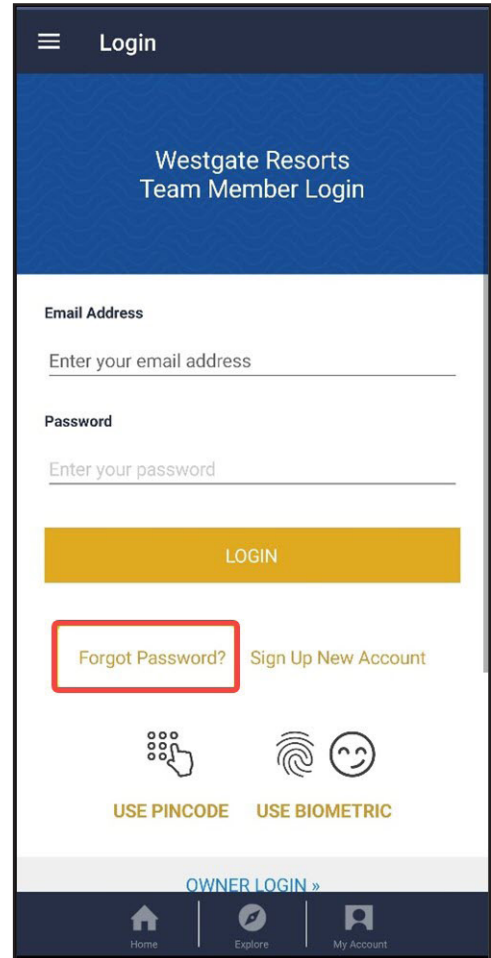 Login
Westgate Resorts
Team Member Login
Email Address
Enter your email address
Password
Enter your password
LOGIN
Forgot Password? Sign Up New Account
USE PINCODE USE BIOMETRIC
OWNER LOGIN »
Home Explore My Account